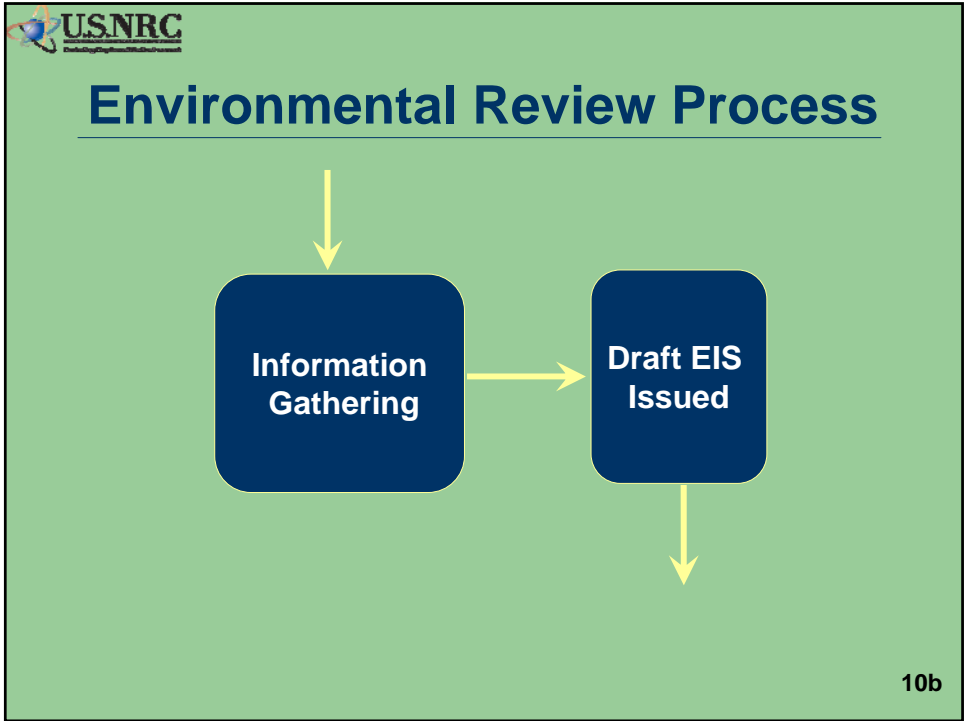 U.S.NRC
Environmental Review Process
Information
Gathering
Draft EIS
Issued
10b